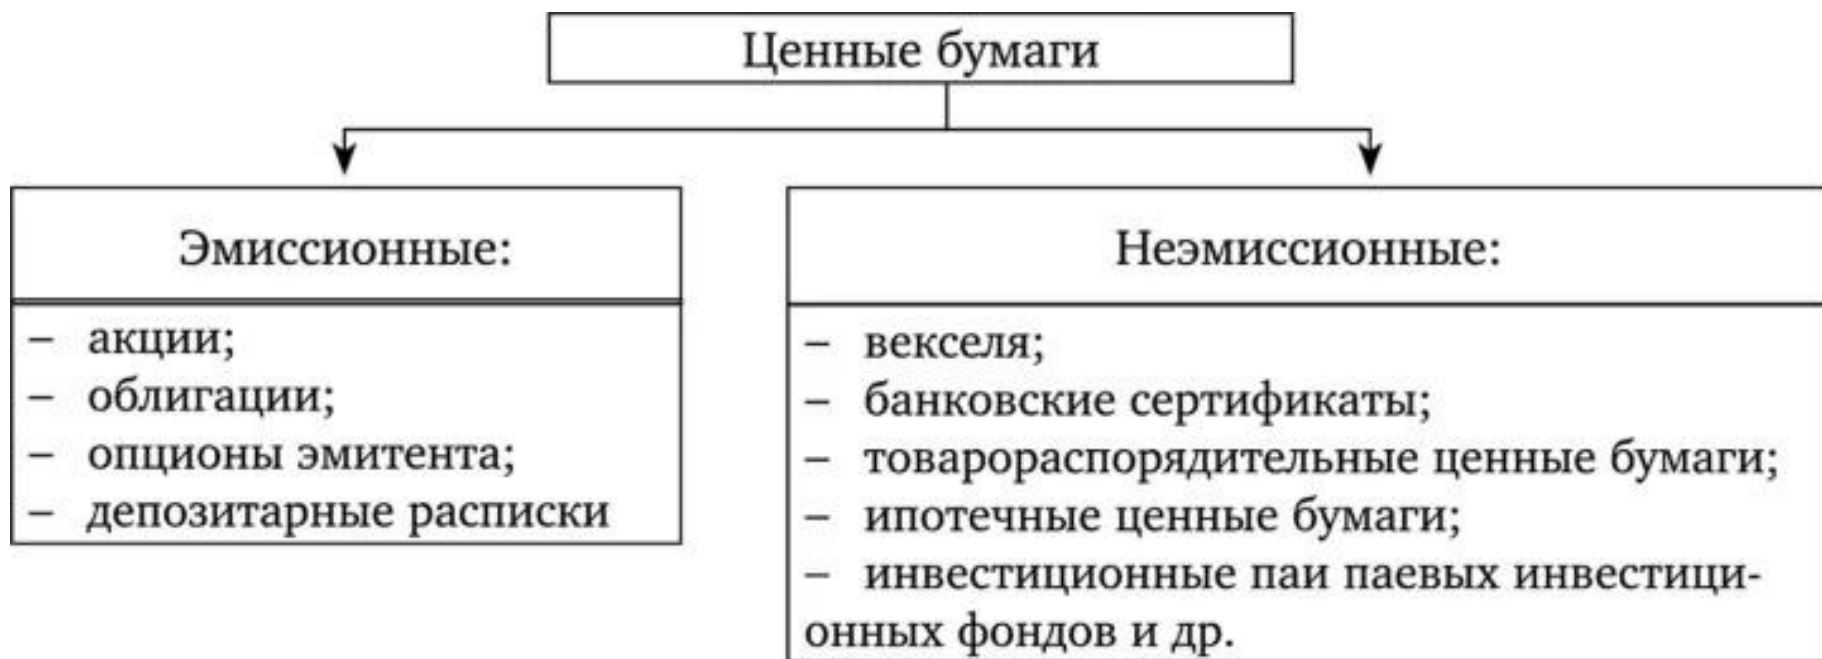 Ценные бумаги
Эмиссионные:
– акции;
– облигации;
– опционы эмитента;
– депозитарные расписки
Неэмиссионные:
– векселя;
– банковские сертификаты;
– товарораспорядительные ценные бумаги;
– ипотечные ценные бумаги;
– инвестиционные паи паевых инвестици-
онных фондов и др.